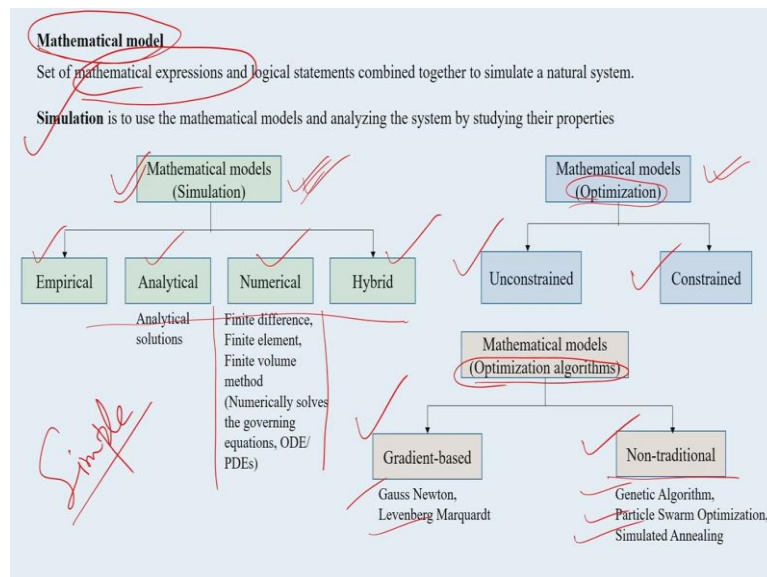 Mathematical model
Set of mathematical expressions and logical statements combined together to simulate a natural system.
Simulation is to use the mathematical models and analyzing the system by studying their properties
Mathematical models
(Simulation)
Empirical
Analytical
Numerical
Hybrid
Analytical
solutions
Finite difference,
Finite element,
Finite volume
method
(Numerically solves
the governing
equations, ODE/
PDEs)
Simple
Mathematical models
(Optimization)
Unconstrained
Constrained
Mathematical models
(Optimization algorithms)
Gradient-based
Non-traditional
Gauss Newton,
Levenberg Marquardt
Genetic Algorithm,
Particle Swarm Optimization,
Simulated Annealing